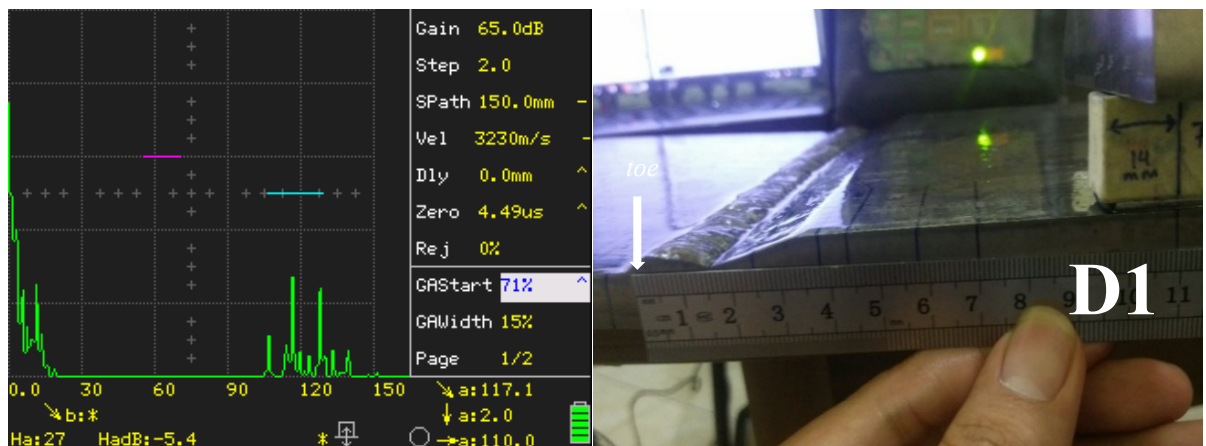 Gain 65.0dB
Step 2.0
SPath 150.0mm
Vel 3230m/s
Dly 0.0mm ^
Zero 4.49us ^
Rej 0%
GAStart 71% ^
GAWidth 15%
Page 1/2
0.0 30 60 90 120 150
a:117.1
b:*
a:2.0
Ha:27 HadB:-5.4 *
a:110.0
toe
14
mm
7
1 2 3 4 5 6 7 8 9 10 11
D1